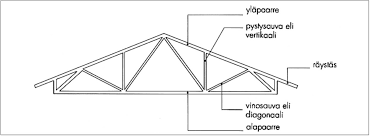 yläpaarre
pystysauva eli
vertikaali
räystäs
vinosauva eli
diagonaali
alapaarre